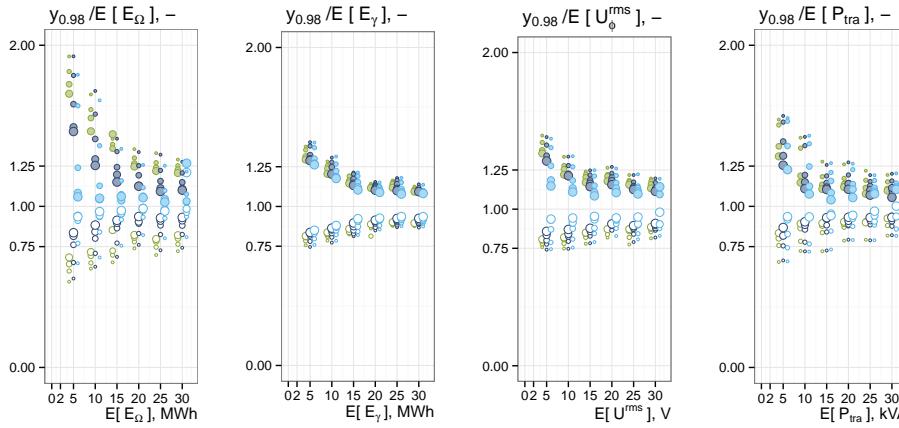 y0.98 /E [ EΩ ], –
2.00
1.25
1.00
0.75
0.00
0 2 5 10 15 20 25 30
E[ EΩ ], MWh
y0.98 /E [ Eγ ], –
2.00
1.25
1.00
0.75
0.00
0 2 5 10 15 20 25 30
E[ Eγ ], MWh
y0.98 /E [ Uϕrms ], –
2.00
1.25
1.00
0.75
0.00
0 2 5 10 15 20 25 30
E[ Urms ], V
y0.98 /E [ Ptra ], –
2.00
1.25
1.00
0.75
0.00
0 2 5 10 15 20 25 30
E[ Ptra ], kVA